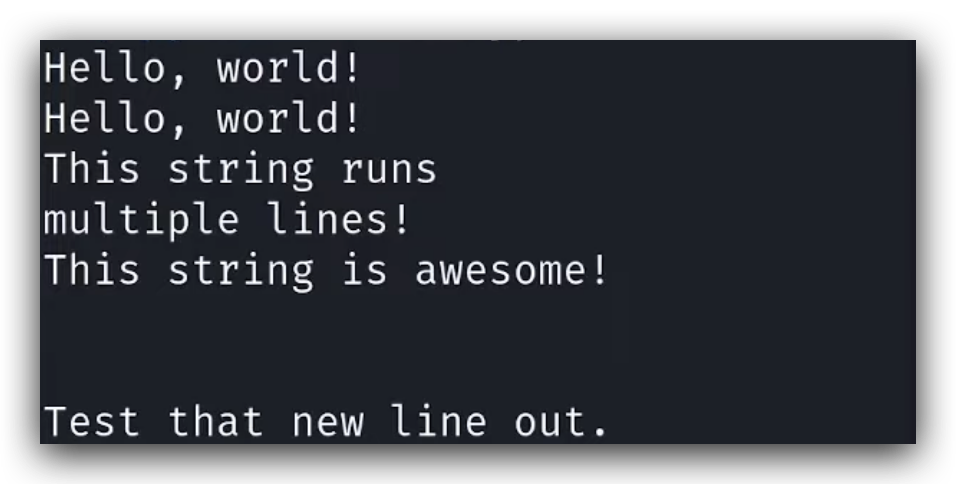 Hello, world!
Hello, world!
This string runs
multiple lines!
This string is awesome!
Test that new line out.